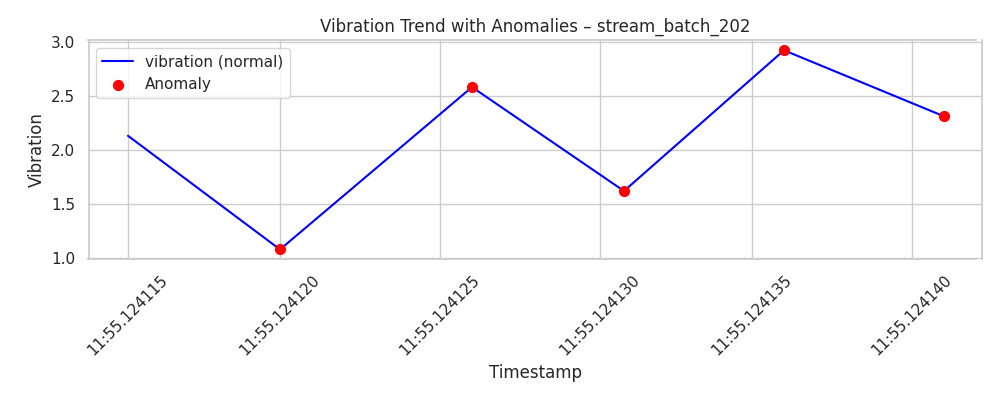 Vibration Trend with Anomalies – stream_batch_202
vibration (normal)
Anomaly
Vibration
3.0
2.5
2.0
1.5
1.0
11:55.124115
11:55.124120
11:55.124125
11:55.124130
11:55.124135
11:55.124140
Timestamp